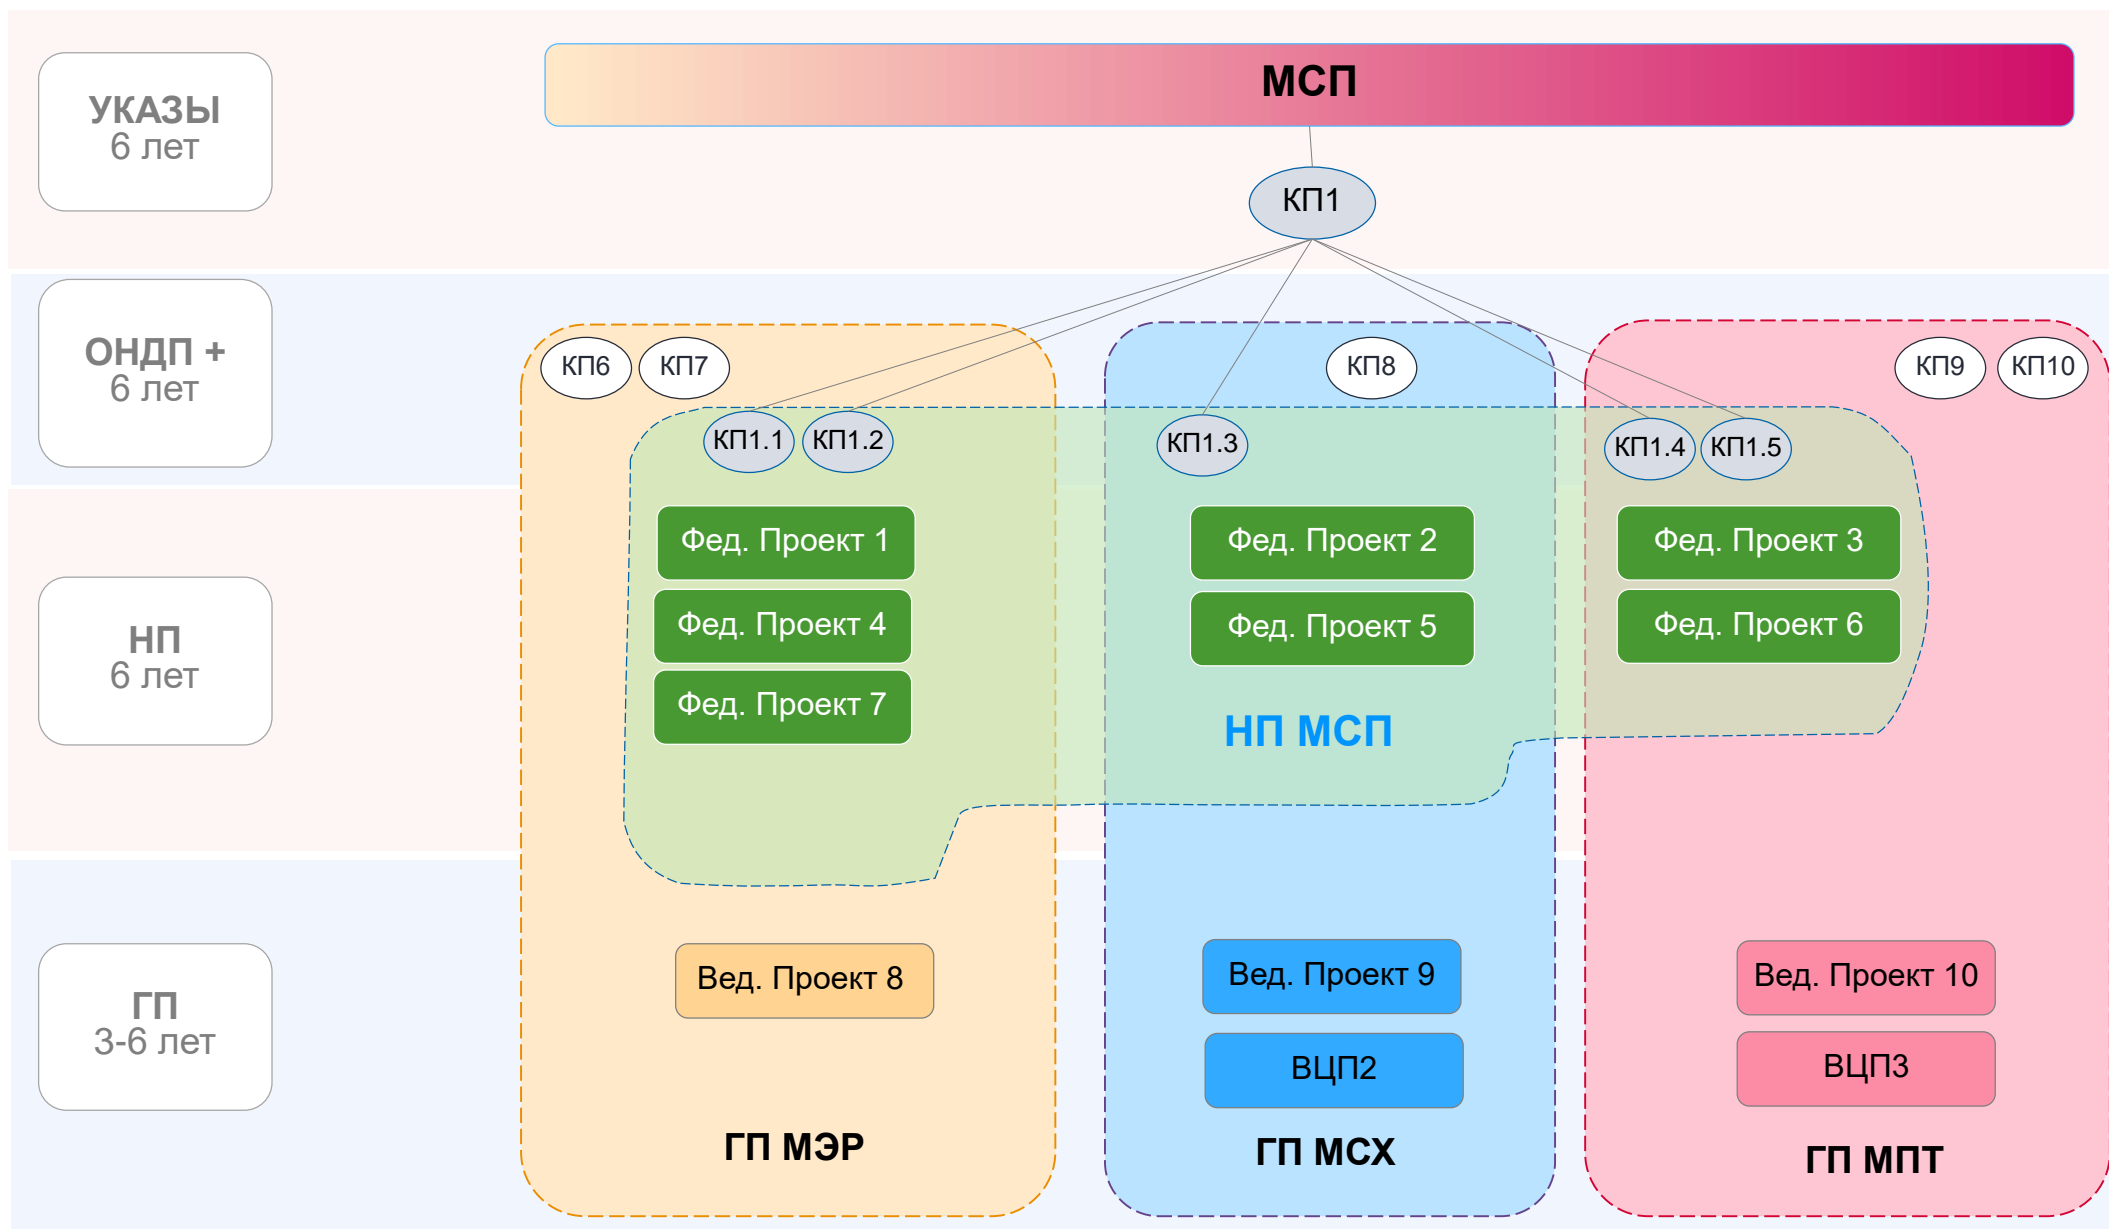 МСП
УКАЗЫ
6 лет
КП1
ОНДП +
6 лет
КП6
КП7
КП8
КП9
КП10
КП1.1
КП1.2
КП1.3
КП1.4
КП1.5
Фед. Проект 1
Фед. Проект 2
Фед. Проект 3
НП
6 лет
Фед. Проект 4
Фед. Проект 5
Фед. Проект 6
Фед. Проект 7
НП МСП
ГП
3-6 лет
Вед. Проект 8
Вед. Проект 9
Вед. Проект 10
ВЦП2
ВЦП3
ГП МЭР
ГП МСХ
ГП МПТ